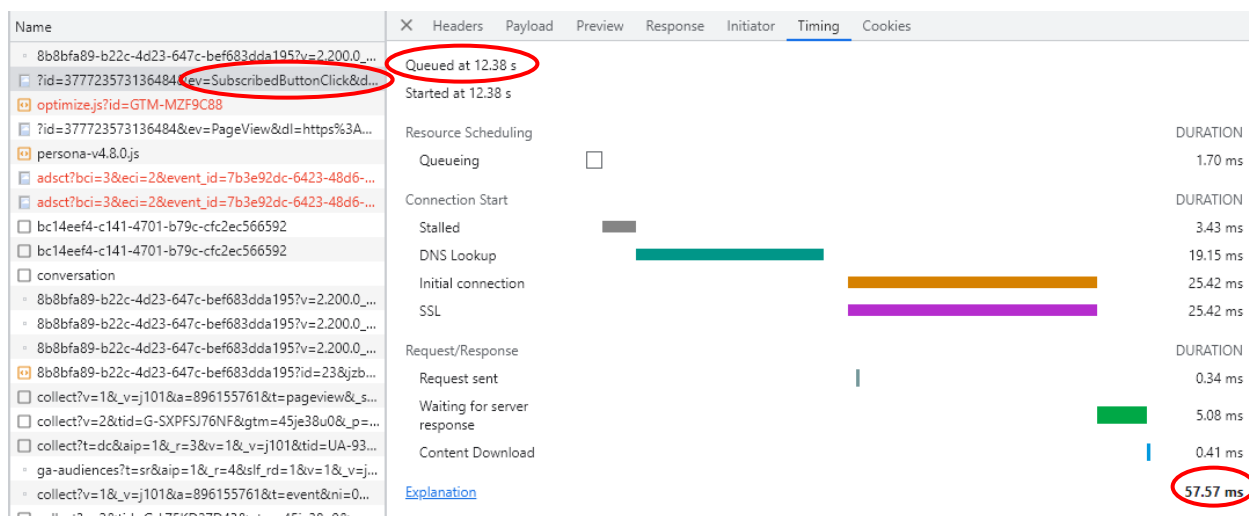 Name
8b8bfa89-b22c-4d23-647c-bef683dda195?v=2.200.0_...
?id=377723573136484&ev=SubscribedButtonClick&d...
optimize.js?id=GTM-MZF9C88
?id=377723573136484&ev=PageView&dl=https%3A...
persona-v4.8.0.js
adsct?bci=3&eci=2&event_id=7b3e92dc-6423-48d6-...
adsct?bci=3&eci=2&event_id=7b3e92dc-6423-48d6-...
bc14eef4-c141-4701-b79c-cfc2ec566592
bc14eef4-c141-4701-b79c-cfc2ec566592
conversation
8b8bfa89-b22c-4d23-647c-bef683dda195?v=2.200.0_...
8b8bfa89-b22c-4d23-647c-bef683dda195?v=2.200.0_...
8b8bfa89-b22c-4d23-647c-bef683dda195?v=2.200.0_...
8b8bfa89-b22c-4d23-647c-bef683dda195?id=23&jzb...
collect?v=1&_v=j101&a=896155761&t=pageview&_s...
collect?v=2&tid=G-SXPFSJ76NF&gtm=45je38u0&_p=...
collect?t=dc&aip=1&_r=3&v=1&_v=j101&tid=UA-93...
ga-audiences?t=sr&aip=1&_r=4&slf_rd=1&v=1&_v=j...
collect?v=1&_v=j101&a=896155761&t=event&ni=0...
Headers Payload Preview Response Initiator Timing Cookies
Queued at 12.38 s
Started at 12.38 s
Resource Scheduling DURATION
Queueing 1.70 ms
Connection Start DURATION
Stalled 3.43 ms
DNS Lookup 19.15 ms
Initial connection 25.42 ms
SSL 25.42 ms
Request/Response DURATION
Request sent 0.34 ms
Waiting for server
response 5.08 ms
Content Download 0.41 ms
Explanation 57.57 ms